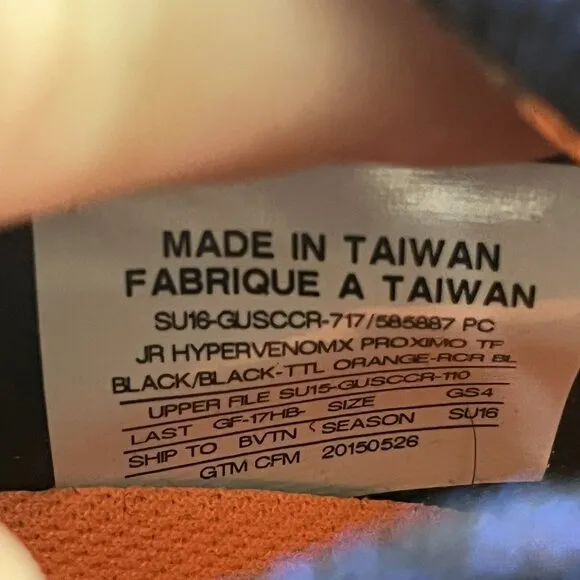 MADE IN TAIWAN
FABRIQUE A TAIWAN
SU16-GUSCCR-717/585887 PC
JR HYPERVENOMX PROXIMO TF
BLACK/BLACK-TTL ORANGE-RCR BL
UPPER FILE SU15-GUSCCR-110
LAST GF-17HB- SIZE GS4
SHIP TO BVTN SEASON SU16
GTM CFM 20150526